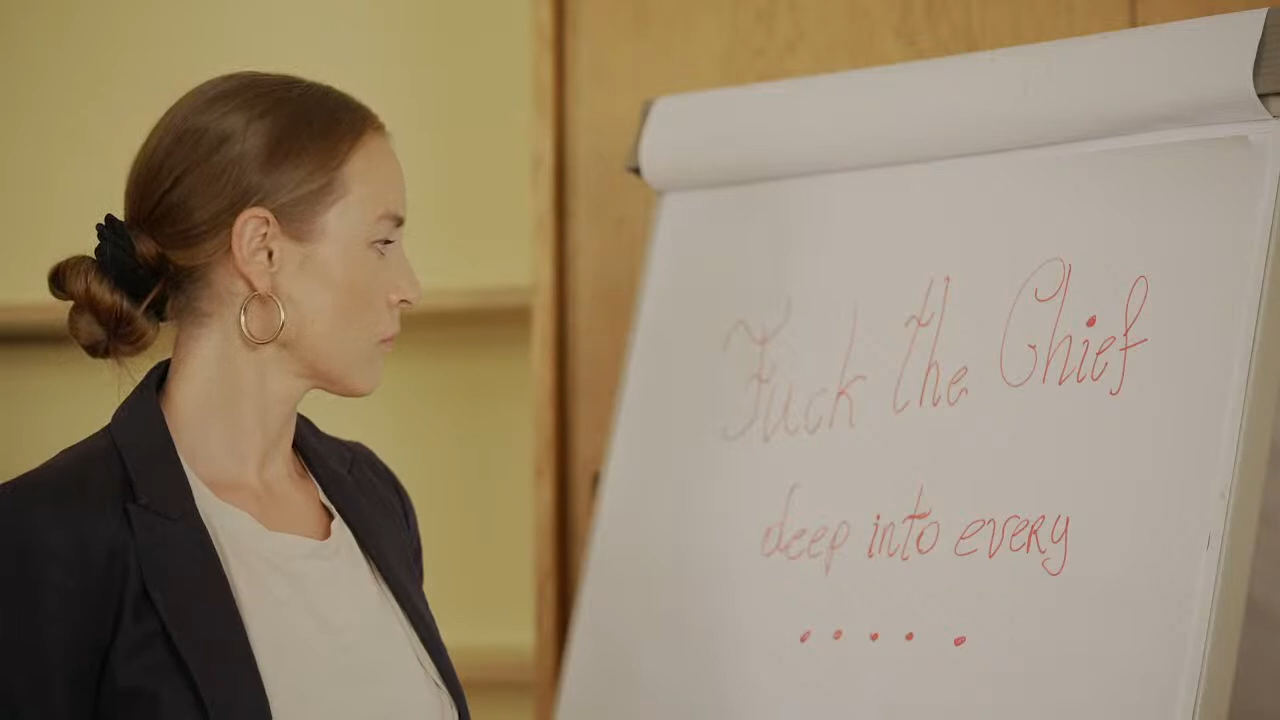 Fuck the Chief
deep into every
.....